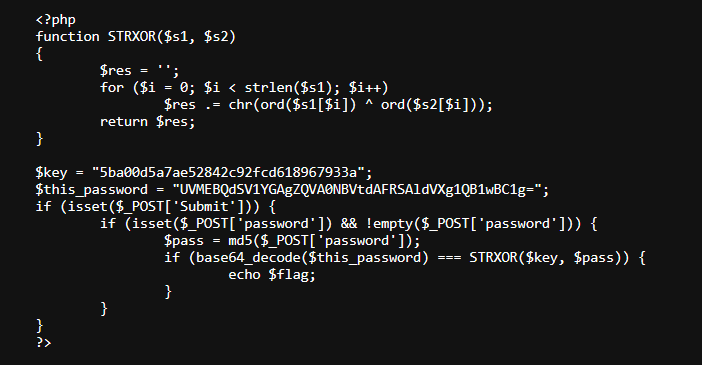 <?php
function STRXOR($s1, $s2)
{
        $res = '';
        for ($i = 0; $i < strlen($s1); $i++)
                $res .= chr(ord($s1[$i]) ^ ord($s2[$i]));
        return $res;
}

$key = "5ba00d5a7ae52842c92fcd618967933a";
$this_password = "UVMEBQdSV1YGAgZQVA0NBVtdAFRSAldVXg1QB1wBC1g=";
if (isset($_POST['Submit'])) {
        if (isset($_POST['password']) && !empty($_POST['password'])) {
                $pass = md5($_POST['password']);
                if (base64_decode($this_password) === STRXOR($key, $pass)) {
                        echo $flag;
                }
        }
}
?>